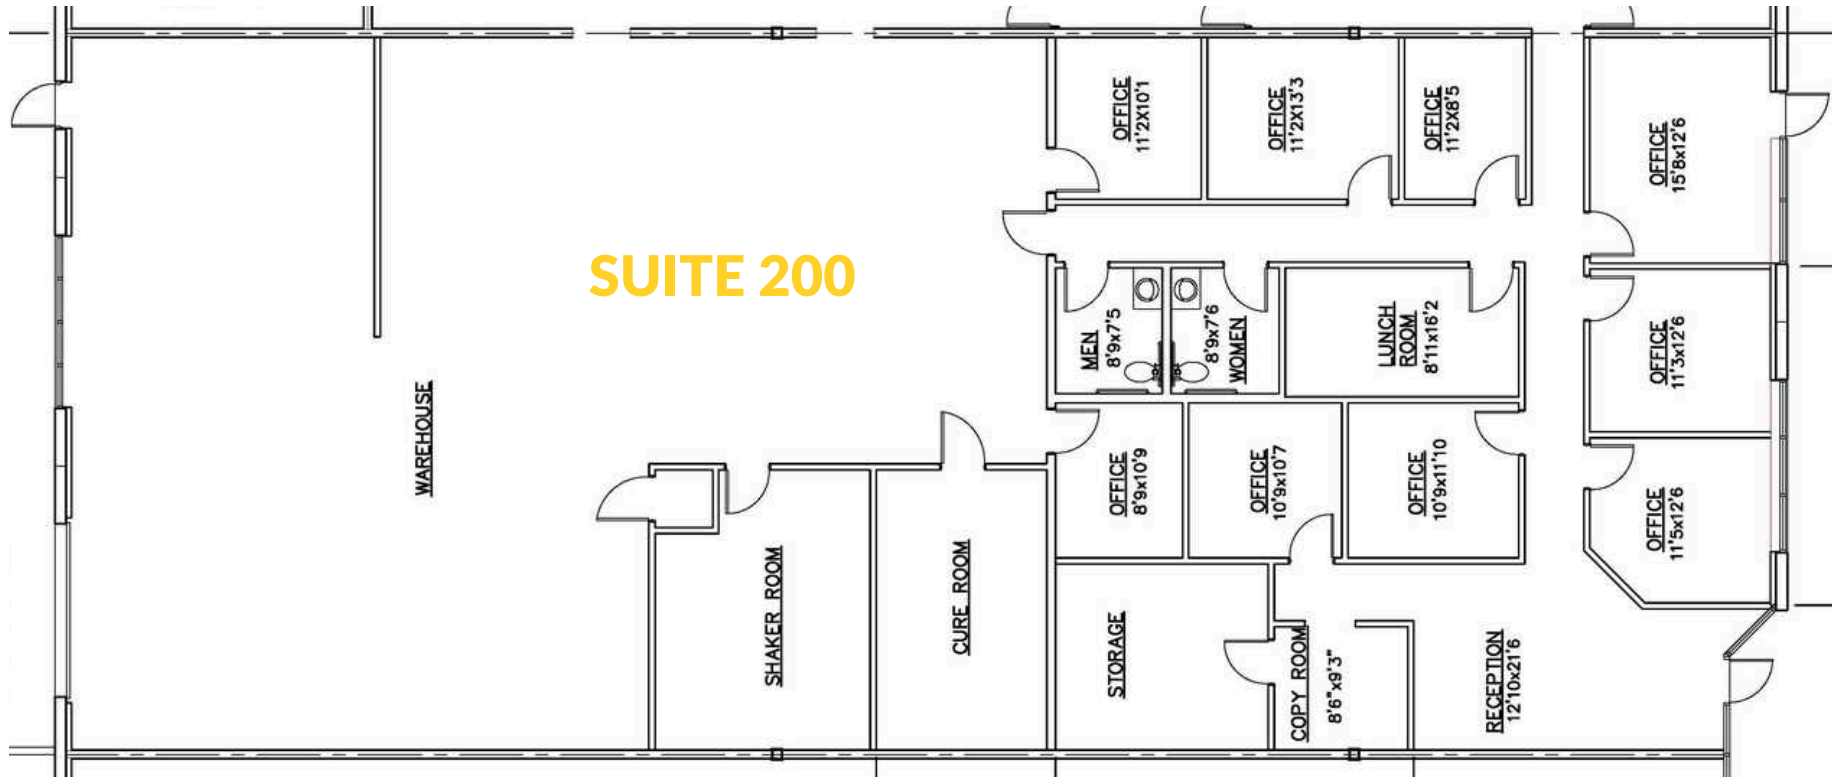 OFFICE
11'2X10'1
OFFICE
11'2X13'3
OFFICE
11'2X8'5
OFFICE
15'8x12'6
SUITE 200
MEN
8'9x7'5
8'9x7'6
WOMEN
LUNCH
ROOM
8'11x16'2
OFFICE
11'3x12'6
WAREHOUSE
OFFICE
8'9x10'9
OFFICE
10'9x10'7
OFFICE
10'9x11'10
OFFICE
11'5x12'6
SHAKER ROOM
CURE ROOM
STORAGE
COPY ROOM
8'6"x9'3"
RECEPTION
12'10x21'6